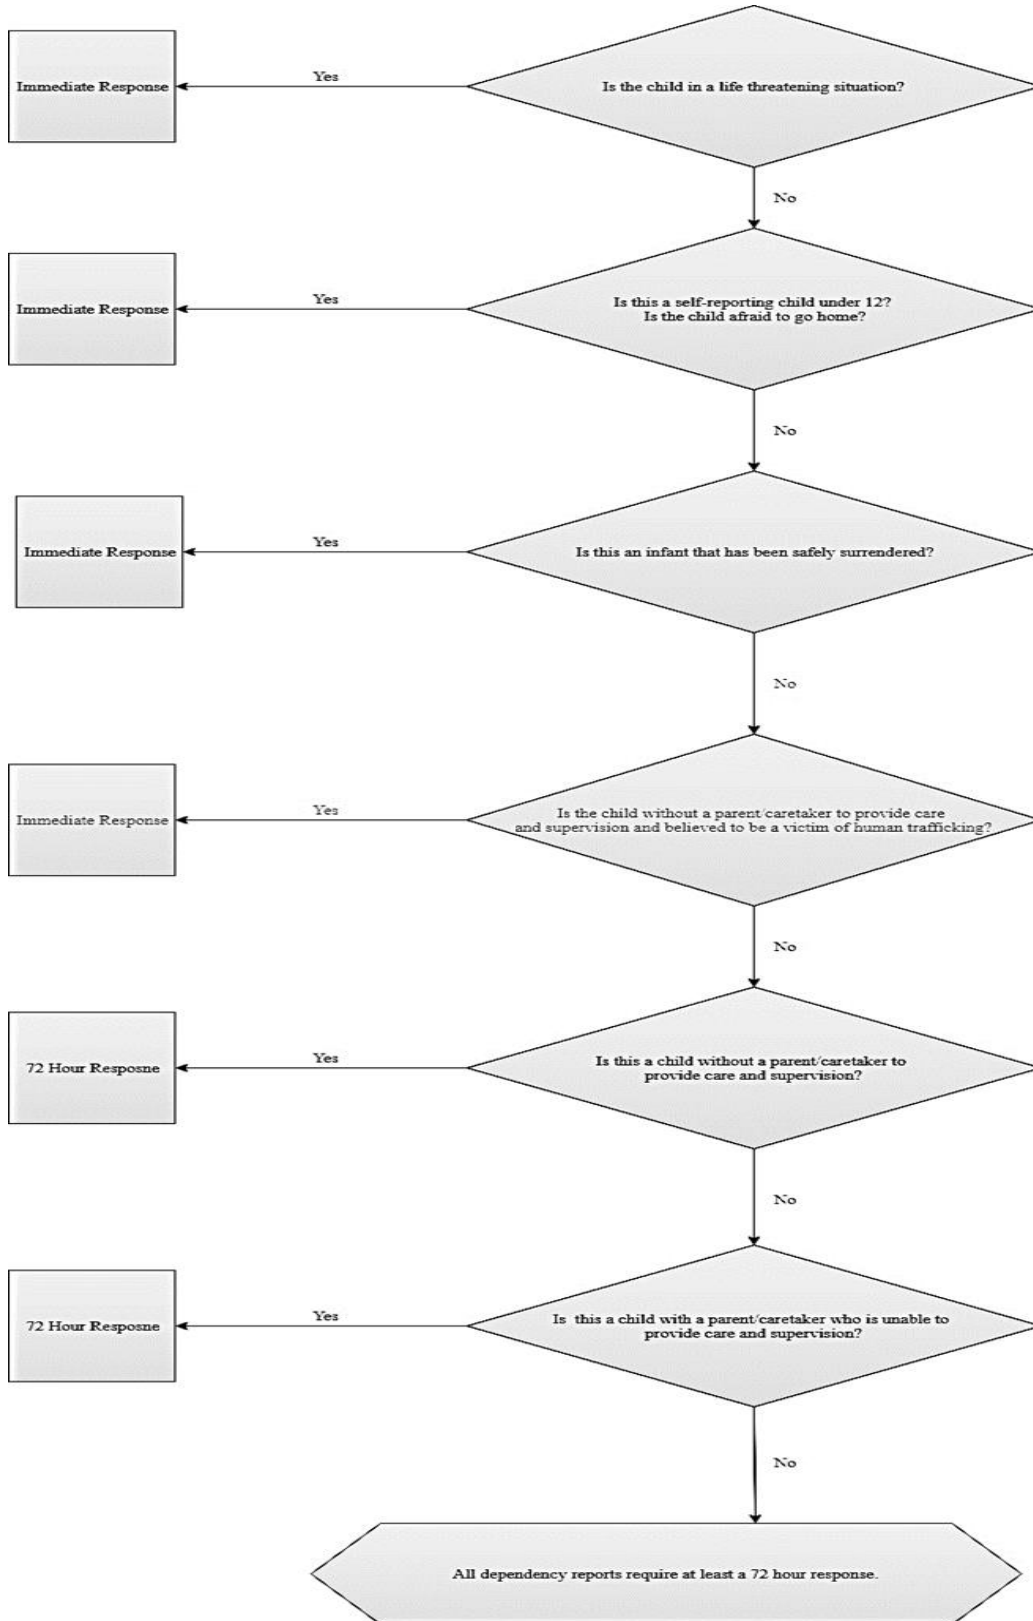 Immediate Response
Yes
Is the child in a life threatening situation?
No
Immediate Response
Yes
Is this a self-reporting child under 12?
Is the child afraid to go home?
No
Immediate Response
Yes
Is this an infant that has been safely surrendered?
No
Immediate Response
Yes
Is the child without a parent/caretaker to provide care
and supervision and believed to be a victim of human trafficking?
No
72 Hour Resposne
Yes
Is this a child without a parent/caretaker to
provide care and supervision?
No
72 Hour Resposne
Yes
Is this a child with a parent/caretaker who is unable to
provide care and supervision?
No
All dependency reports require at least a 72 hour response.